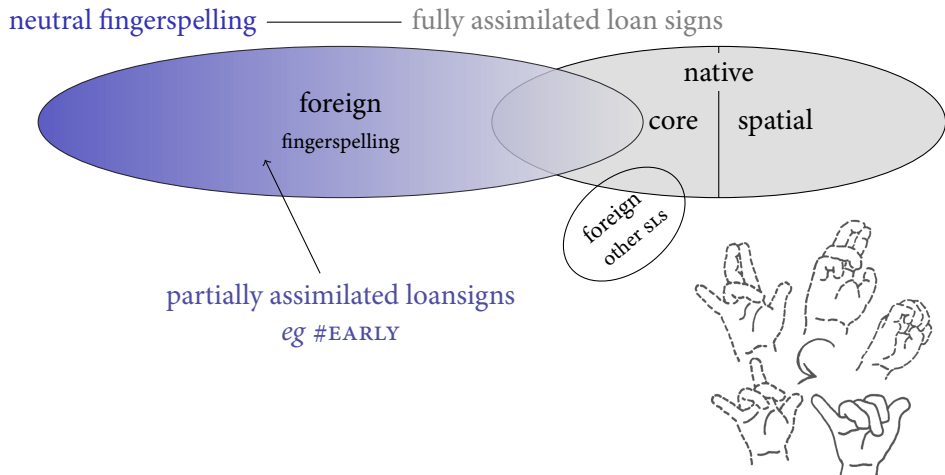 neutral fingerspelling — fully assimilated loan signs
native
foreign
core spatial
fingerspelling
foreign
other SLs
partially assimilated loansigns
eg #EARLY